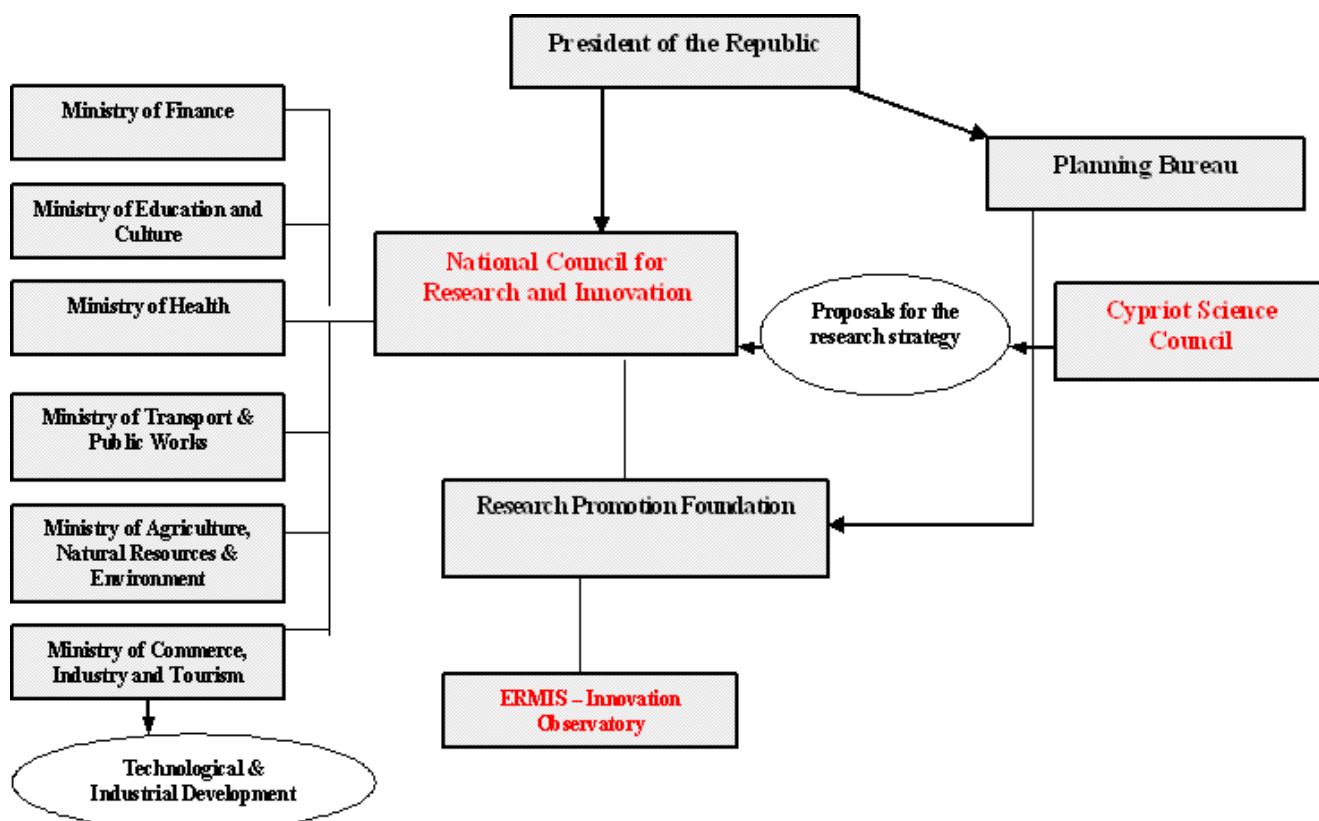 President of the Republic
Ministry of Finance
Planning Bureau
Ministry of Education and
Culture
National Council for
Research and Innovation
Ministry of Health
Proposals for the
research strategy
Cypriot Science
Council
Ministry of Transport &
Public Works
Research Promotion Foundation
Ministry of Agriculture,
Natural Resources &
Environment
Ministry of Commerce,
Industry and Tourism
ERMIS – Innovation
Observatory
Technological &
Industrial Development